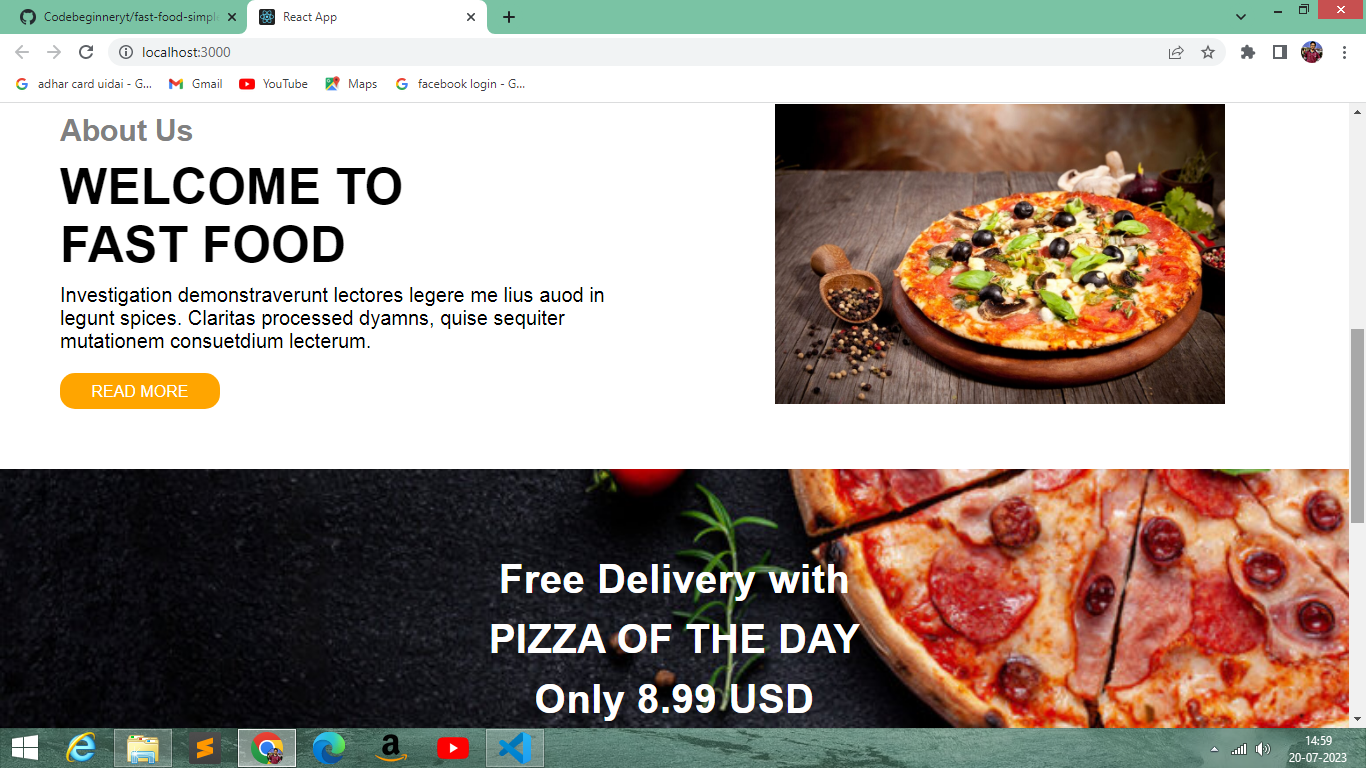 Codebeginneryt/fast-food-simple
React App
localhost:3000
adhar card uidai - G...
Gmail
YouTube
Maps
facebook login - G...
About Us
WELCOME TO
FAST FOOD
Investigation demonstraverunt lectores legere me lius auod in
legunt spices. Claritas processed dyamns, quise sequiter
mutationem consuetdium lecterum.
READ MORE
Free Delivery with
PIZZA OF THE DAY
Only 8.99 USD
14:59
20-07-2023